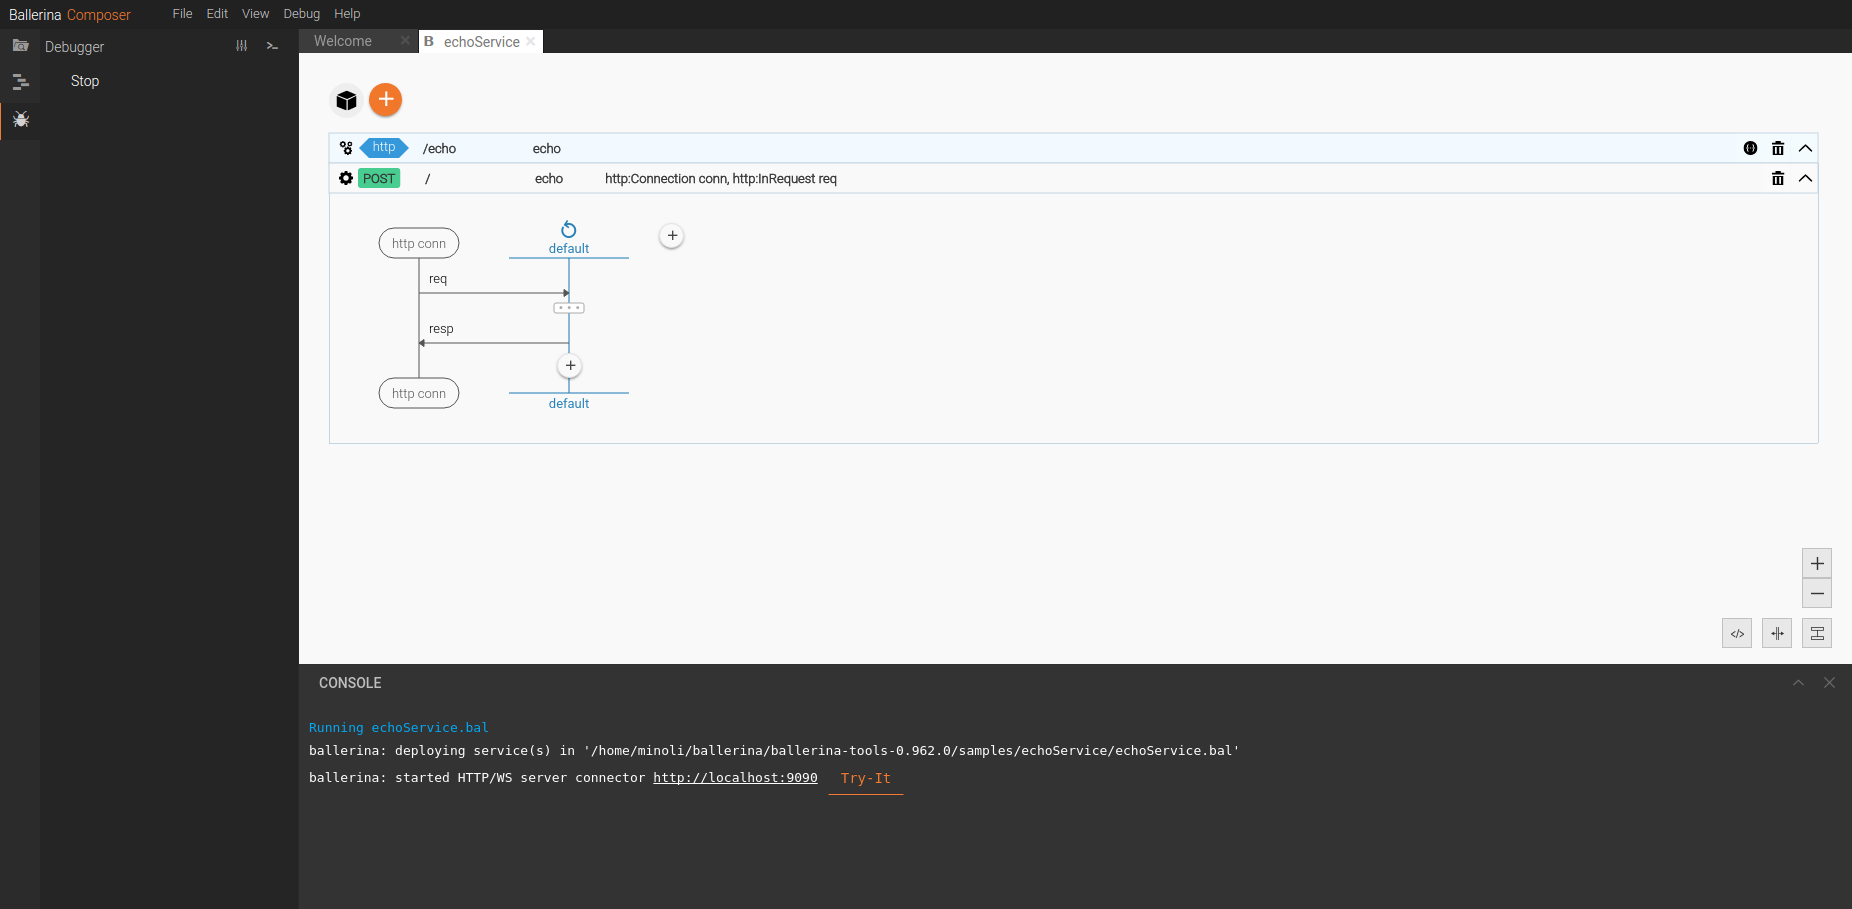 Ballerina Composer File Edit View Debug Help
Debugger
Stop
Welcome
B echoService
http /echo echo
POST / echo http:Connection conn, http:InRequest req
http conn
default
req
resp
http conn
default
</>
CONSOLE
Running echoService.bal
ballerina: deploying service(s) in '/home/minoli/ballerina/ballerina-tools-0.962.0/samples/echoService/echoService.bal'
ballerina: started HTTP/WS server connector http://localhost:9090 Try-It